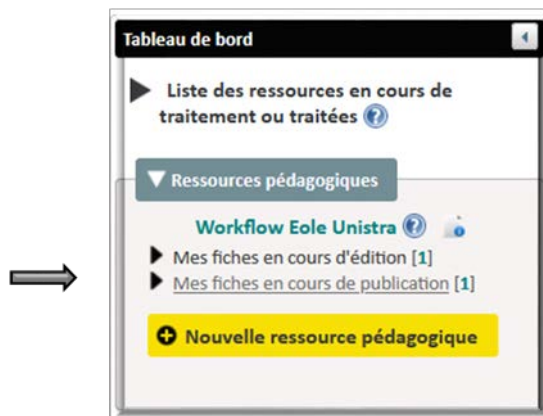 Tableau de bord
Liste des ressources en cours de
traitement ou traitées
Ressources pédagogiques
Workflow Eole Unistra
Mes fiches en cours d'édition [1]
Mes fiches en cours de publication [1]
Nouvelle ressource pédagogique